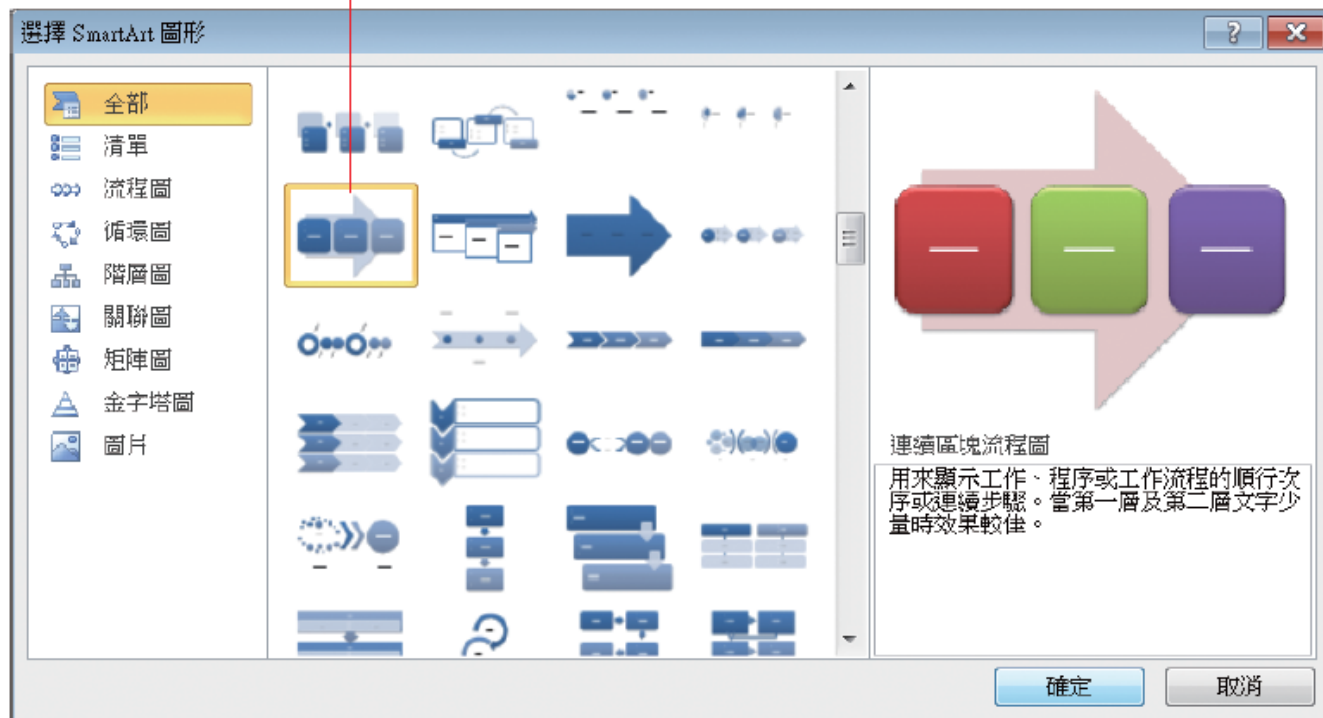 選擇 SmartArt 圖形
全部
清單
流程圖
循環圖
階層圖
關聯圖
矩陣圖
金字塔圖
圖片
連續區塊流程圖
用來顯示工作、程序或工作流程的順行次
序或連續步驟。當第一層及第二層文字少
量時效果較佳。
確定
取消